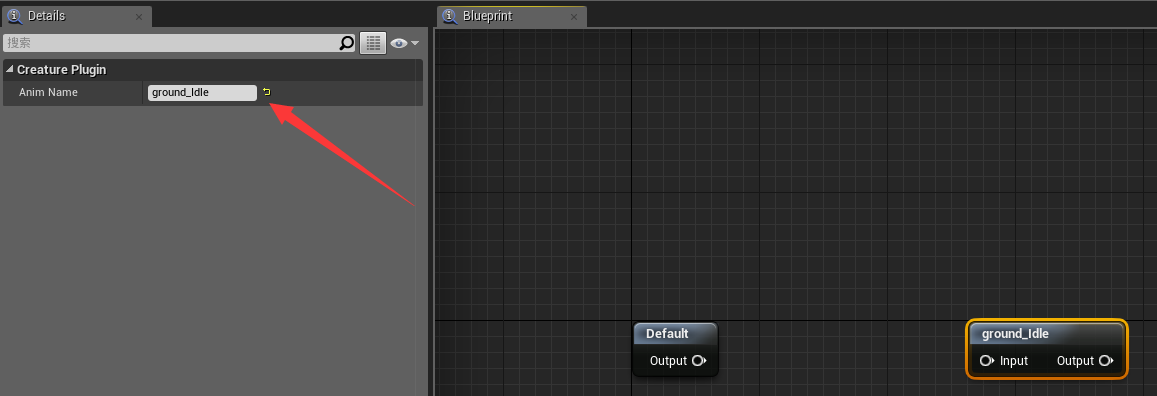 Details
搜索
Creature Plugin
Anim Name
ground_Idle
Blueprint
Default
Output
ground_Idle
Input
Output